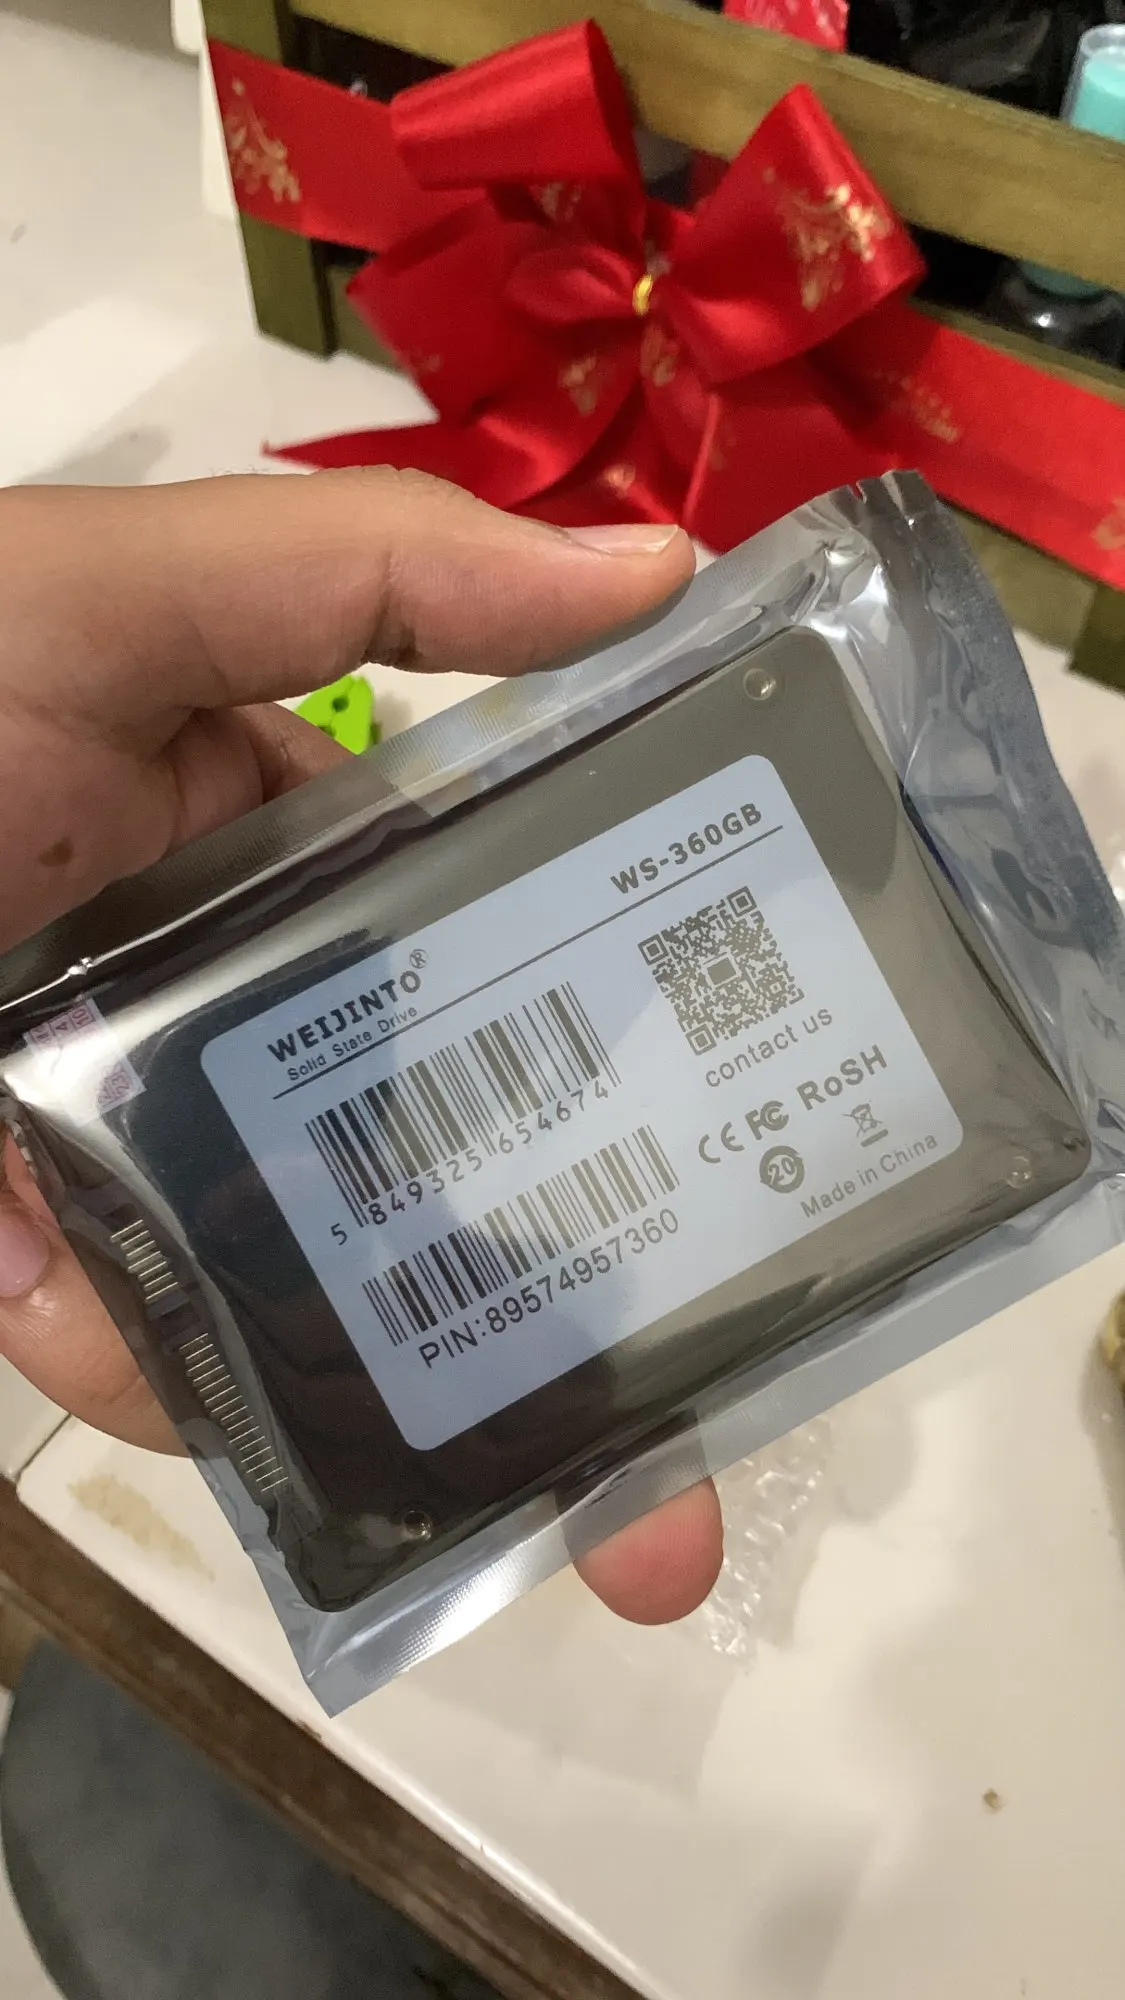 WS-360GB
WEIJINTO®
Solid State Drive
5 849325 654674
PIN:89574957360
contact us
CE FC RoSH
20
Made in China